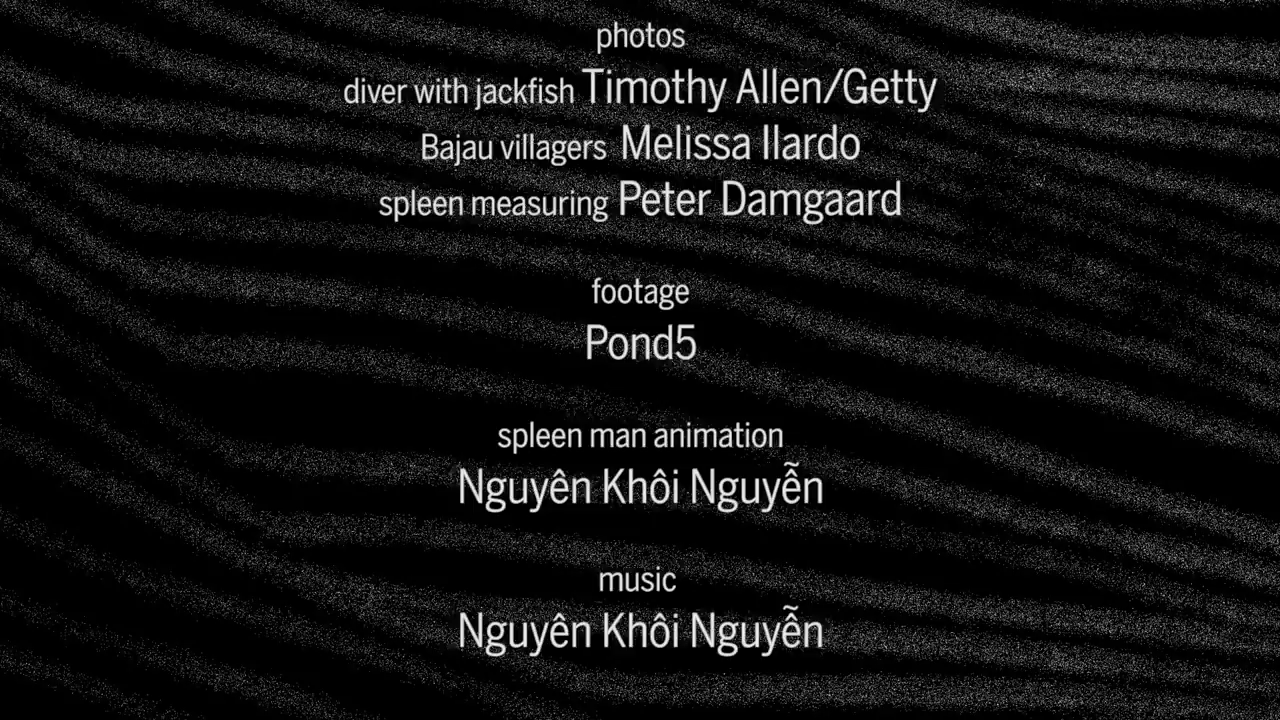 photos
diver with jackfish Timothy Allen/Getty
Bajau villagers Melissa Ilardo
spleen measuring Peter Damgaard
footage
Pond5
spleen man animation
Nguyên Khôi Nguyễn
music
Nguyên Khôi Nguyễn